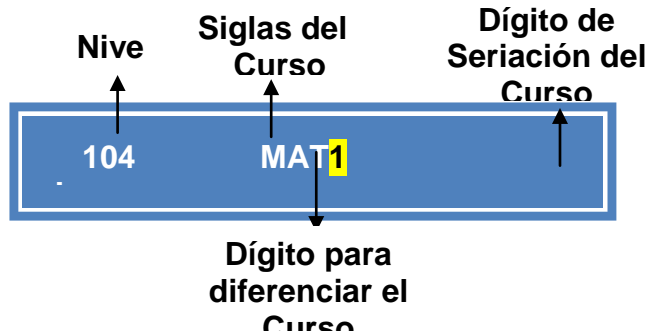 Nive
Siglas del
Curso
Dígito de
Seriación del
Curso
104 MAT1
-
Dígito para
diferenciar el
Curso